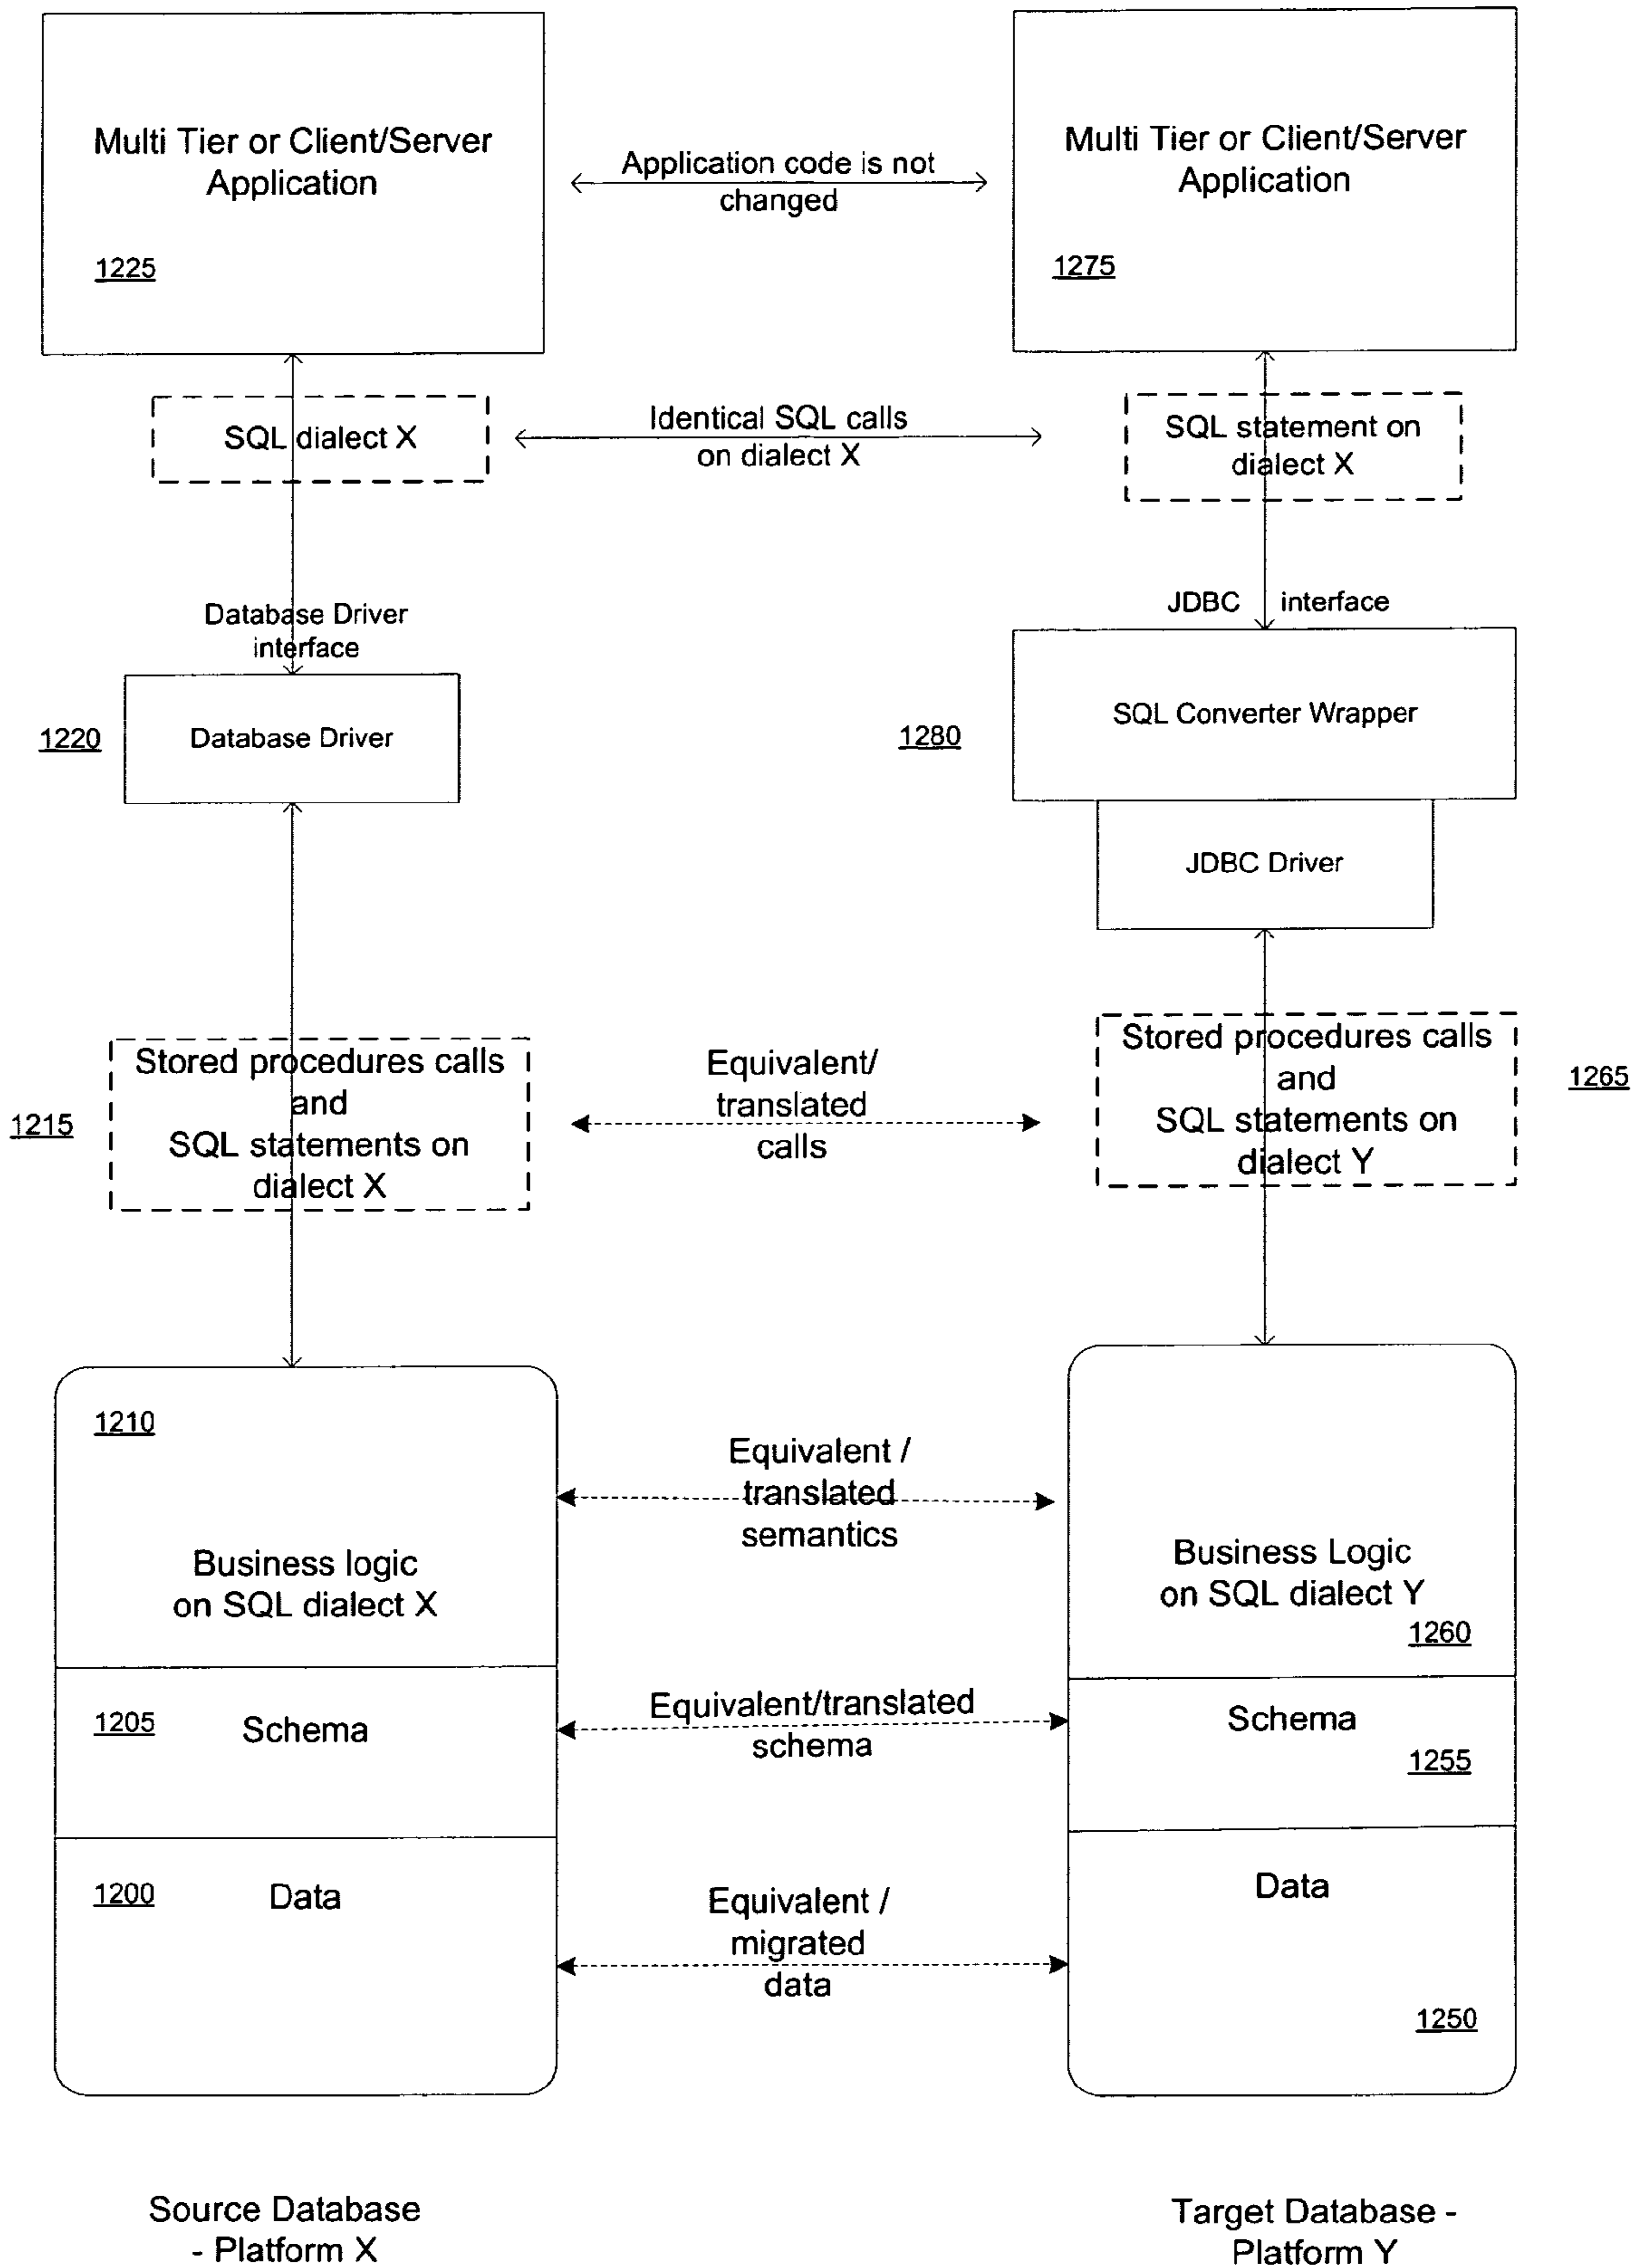 Multi Tier or Client/Server
Application
1225
Application code is not
changed
Multi Tier or Client/Server
Application
1275
SQL dialect X
Identical SQL calls
on dialect X
SQL statement on
dialect X
Database Driver
interface
JDBC interface
1220
Database Driver
1280
SQL Converter Wrapper
JDBC Driver
1215
Stored procedures calls
and
SQL statements on
dialect X
Equivalent/
translated
calls
Stored procedures calls
and
SQL statements on
dialect Y
1265
1210
Business logic
on SQL dialect X
Equivalent /
translated
semantics
Business Logic
on SQL dialect Y
1260
1205
Schema
Equivalent/translated
schema
Schema
1255
1200
Data
Equivalent /
migrated
data
Data
1250
Source Database
- Platform X
Target Database -
Platform Y